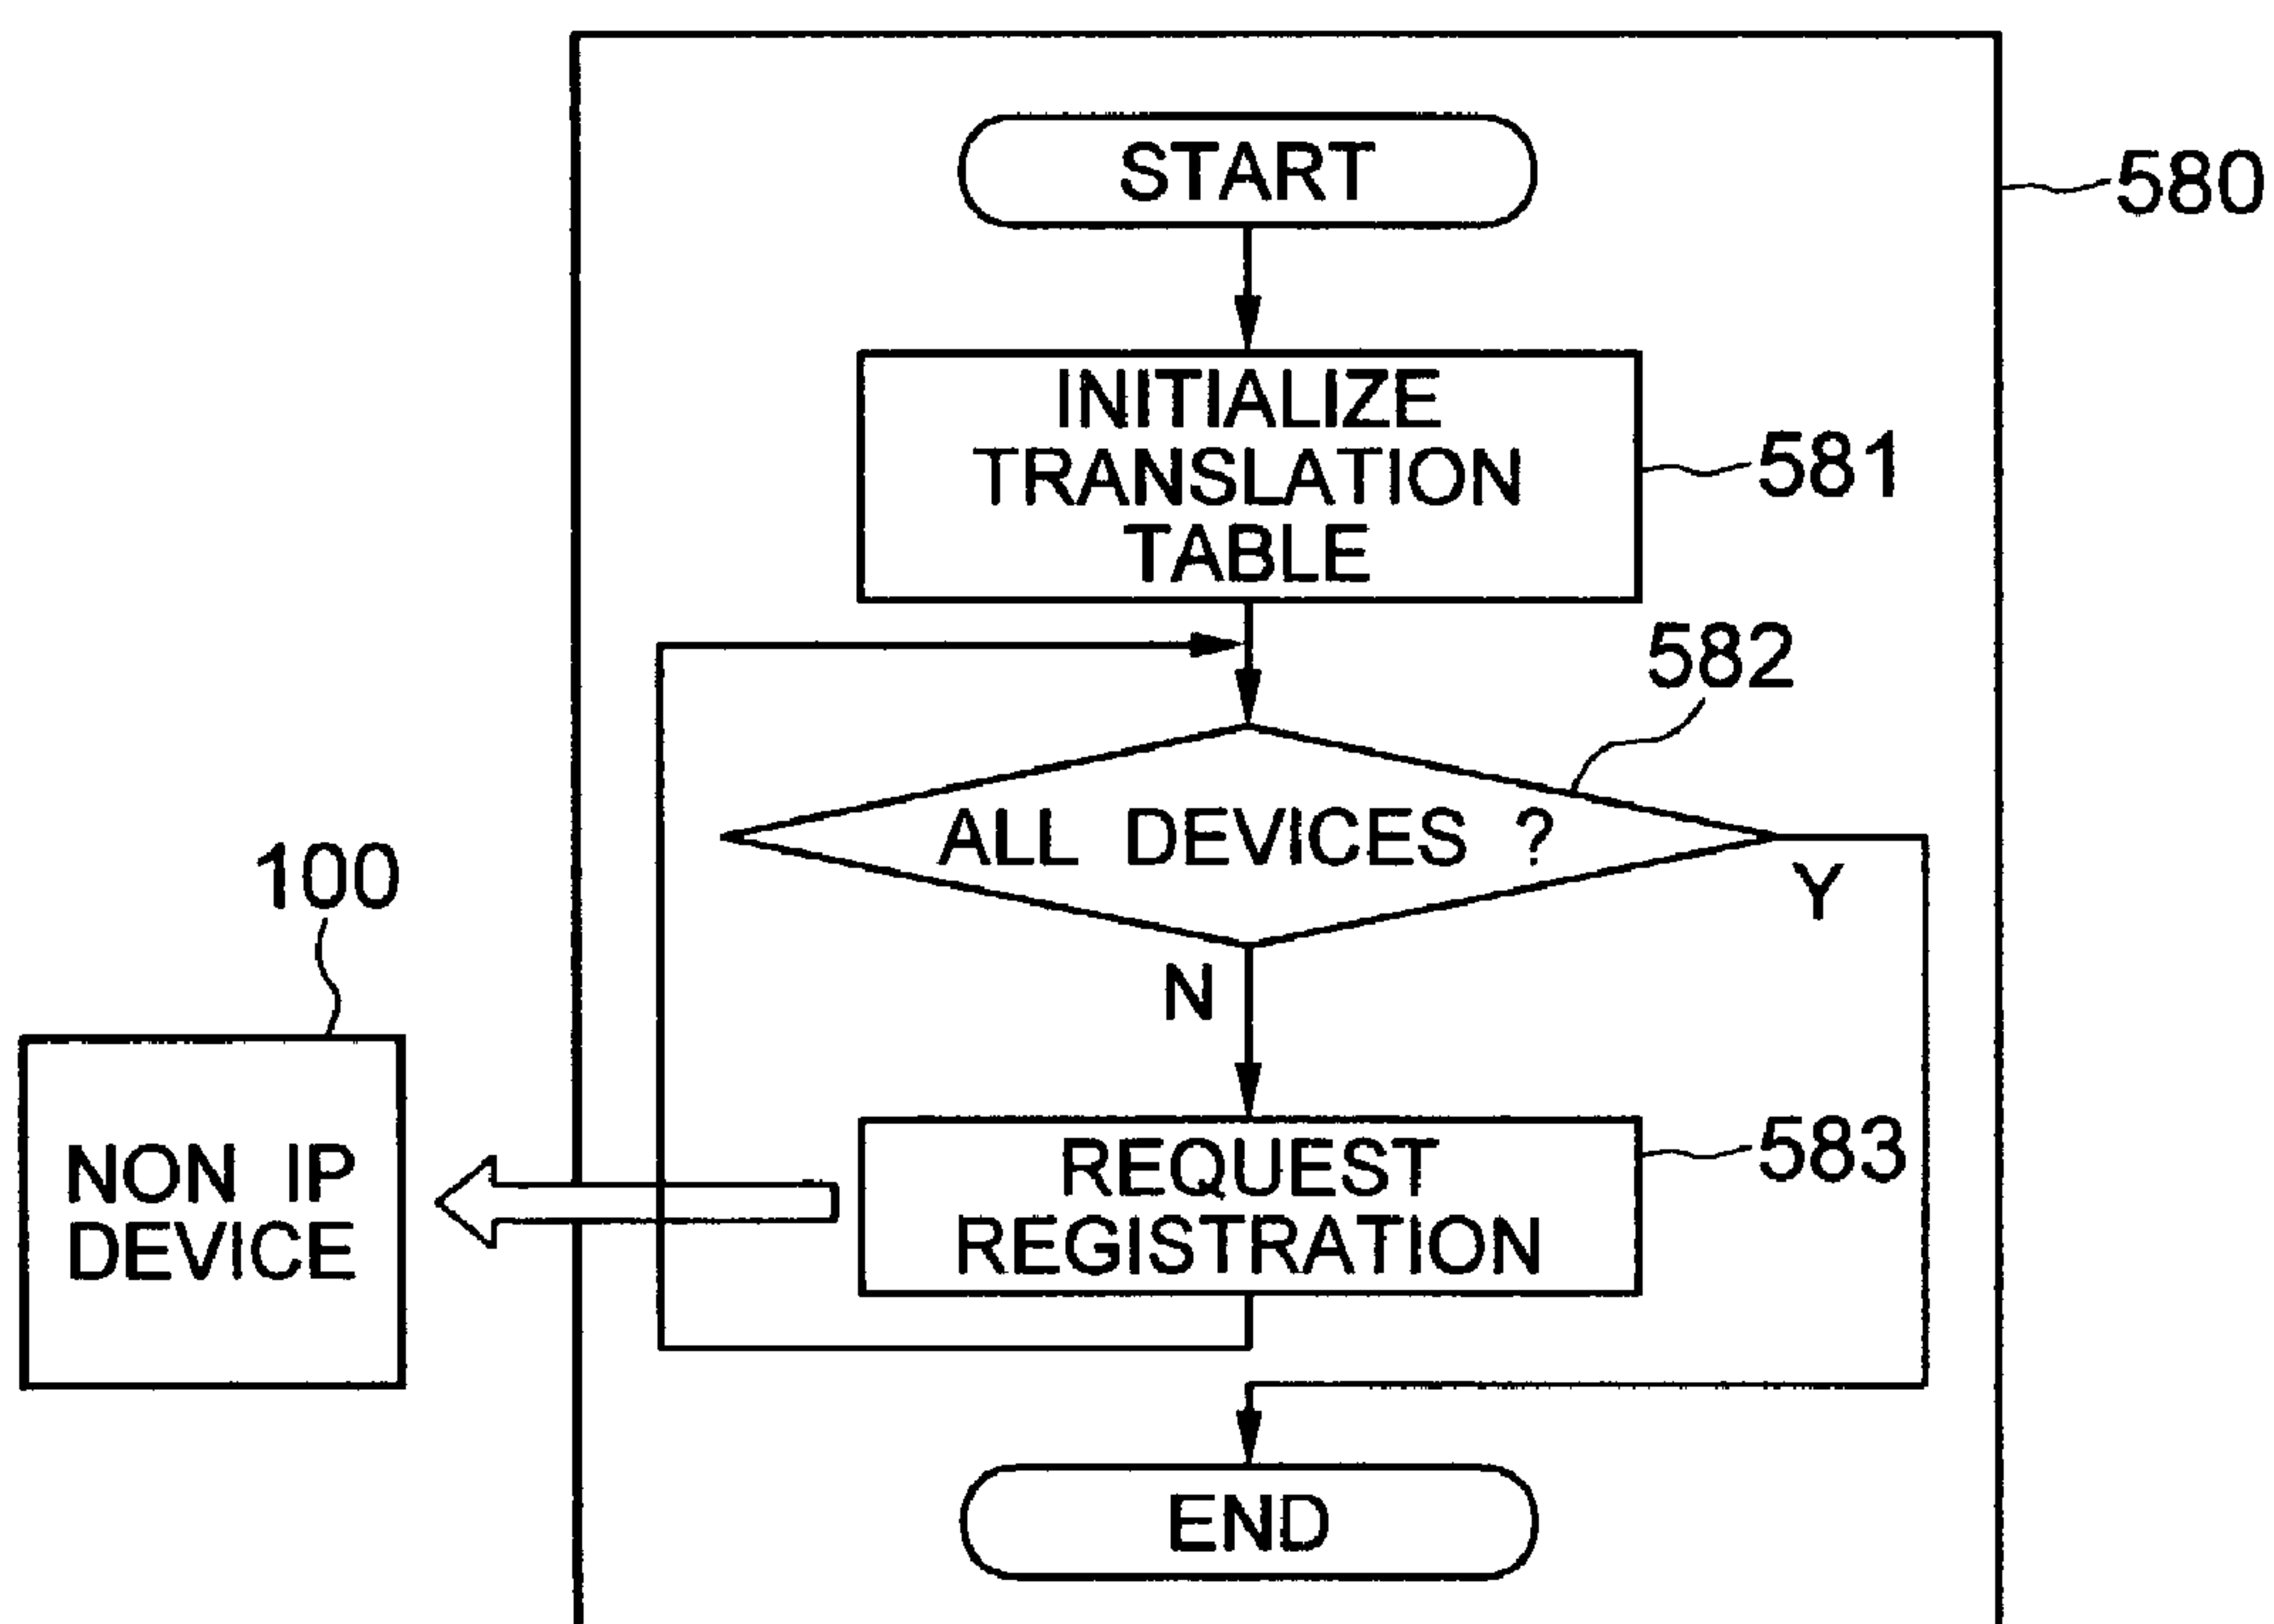 START
580
INITIALIZE
TRANSLATION
TABLE
581
582
ALL DEVICES ?
Y
N
100
NON IP
DEVICE
REQUEST
REGISTRATION
583
END